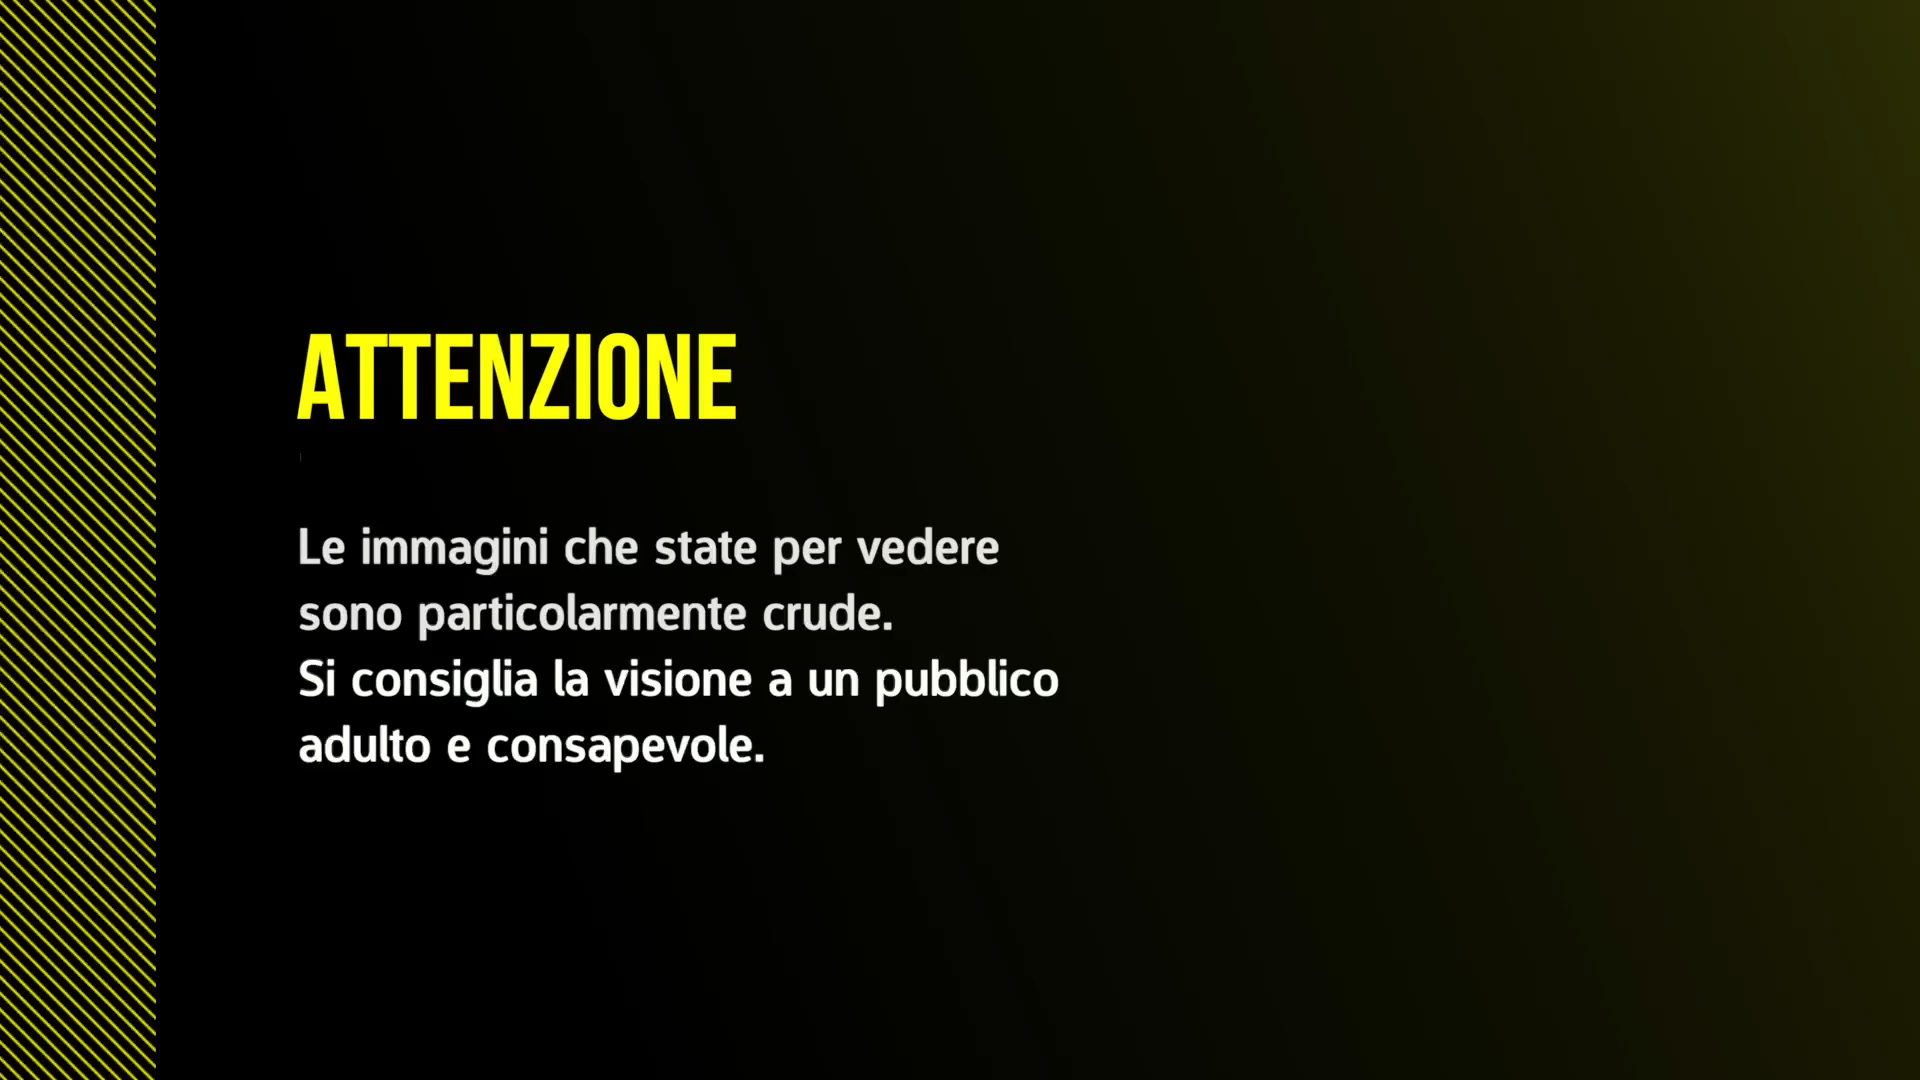 ATTENZIONE
Le immagini che state per vedere
sono particolarmente crude.
Si consiglia la visione a un pubblico
adulto e consapevole.